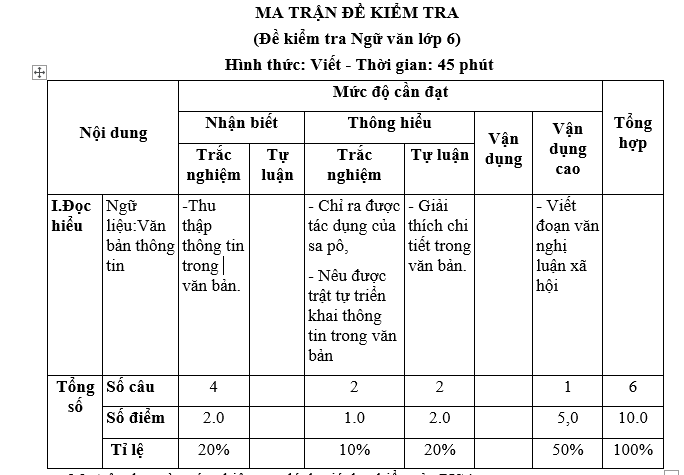 MA TRẬN ĐỀ KIỂM TRA
(Đề kiểm tra Ngữ văn lớp 6)
Hình thức: Viết - Thời gian: 45 phút
Nội dung
Mức độ cần đạt
Tổng
hợp
Nhận biết
Thông hiểu
Vận
dụng
Vận
dụng
cao
Trắc
nghiệm
Tự
luận
Trắc
nghiệm
Tự luận
I.Đọc
hiểu
Ngữ
liệu:Văn
bản thông
tin
-Thu
thập
thông tin
trong
văn bản.
- Chỉ ra được
tác dụng của
sa pô,
- Nêu được
trật tự triển
khai thông
tin trong văn
bản
- Giải
thích chi
tiết trong
văn bản.
- Viết
đoạn văn
nghị
luận xã
hội
Tổng
số
Số câu
4
2
2
1
6
Số điểm
2.0
1.0
2.0
5,0
10.0
Tỉ lệ
20%
10%
20%
50%
100%